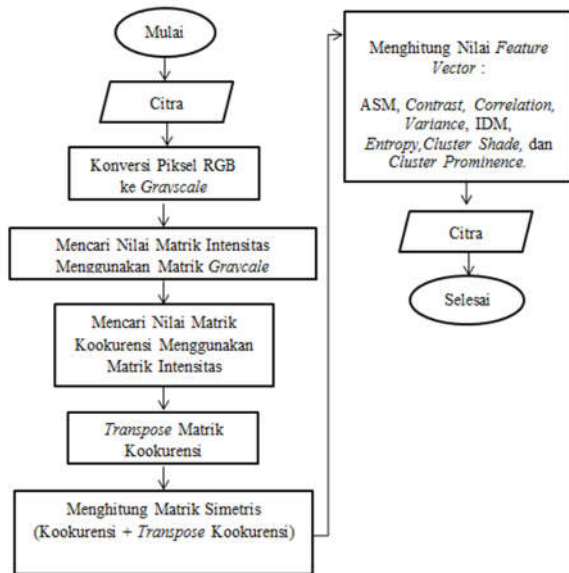 Mulai
Citra
Konversi Piksel RGB
ke Grayscale
Mencari Nilai Matrik Intensitas
Menggunakan Matrik Graycale
Mencari Nilai Matrik
Kookurensi Menggunakan
Matrik Intensitas
Transpose Matrik
Kookurensi
Menghitung Matrik Simetris
(Kookurensi + Transpose Kookurensi)
Menghitung Nilai Feature
Vector :
ASM, Contrast, Correlation,
Variance, IDM,
Entropy,Cluster Shade, dan
Cluster Prominence.
Citra
Selesai